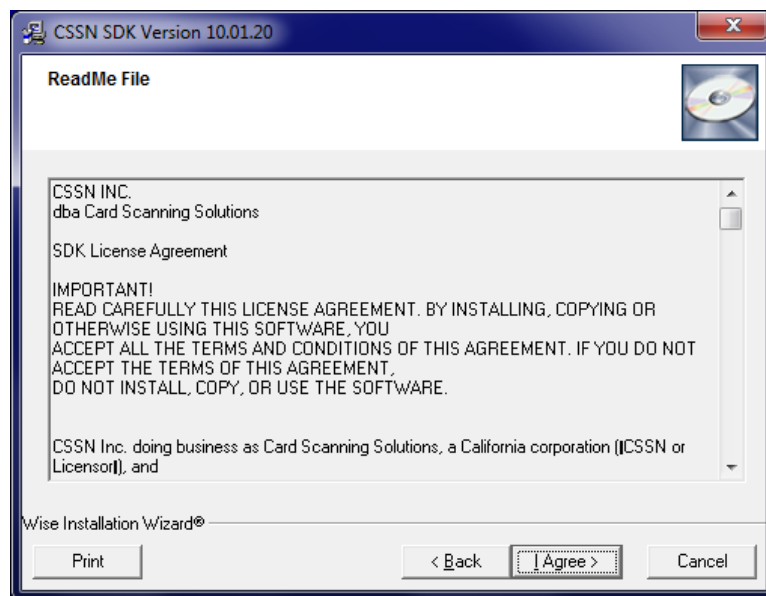 CSSN SDK Version 10.01.20
ReadMe File
CSSN INC.
dba Card Scanning Solutions
SDK License Agreement
IMPORTANT!
READ CAREFULLY THIS LICENSE AGREEMENT. BY INSTALLING, COPYING OR
OTHERWISE USING THIS SOFTWARE, YOU
ACCEPT ALL THE TERMS AND CONDITIONS OF THIS AGREEMENT. IF YOU DO NOT
ACCEPT THE TERMS OF THIS AGREEMENT,
DO NOT INSTALL, COPY, OR USE THE SOFTWARE.
CSSN Inc. doing business as Card Scanning Solutions, a California corporation (▯CSSN or
Licensor▯), and
Wise Installation Wizard®
Print
< Back
I Agree >
Cancel